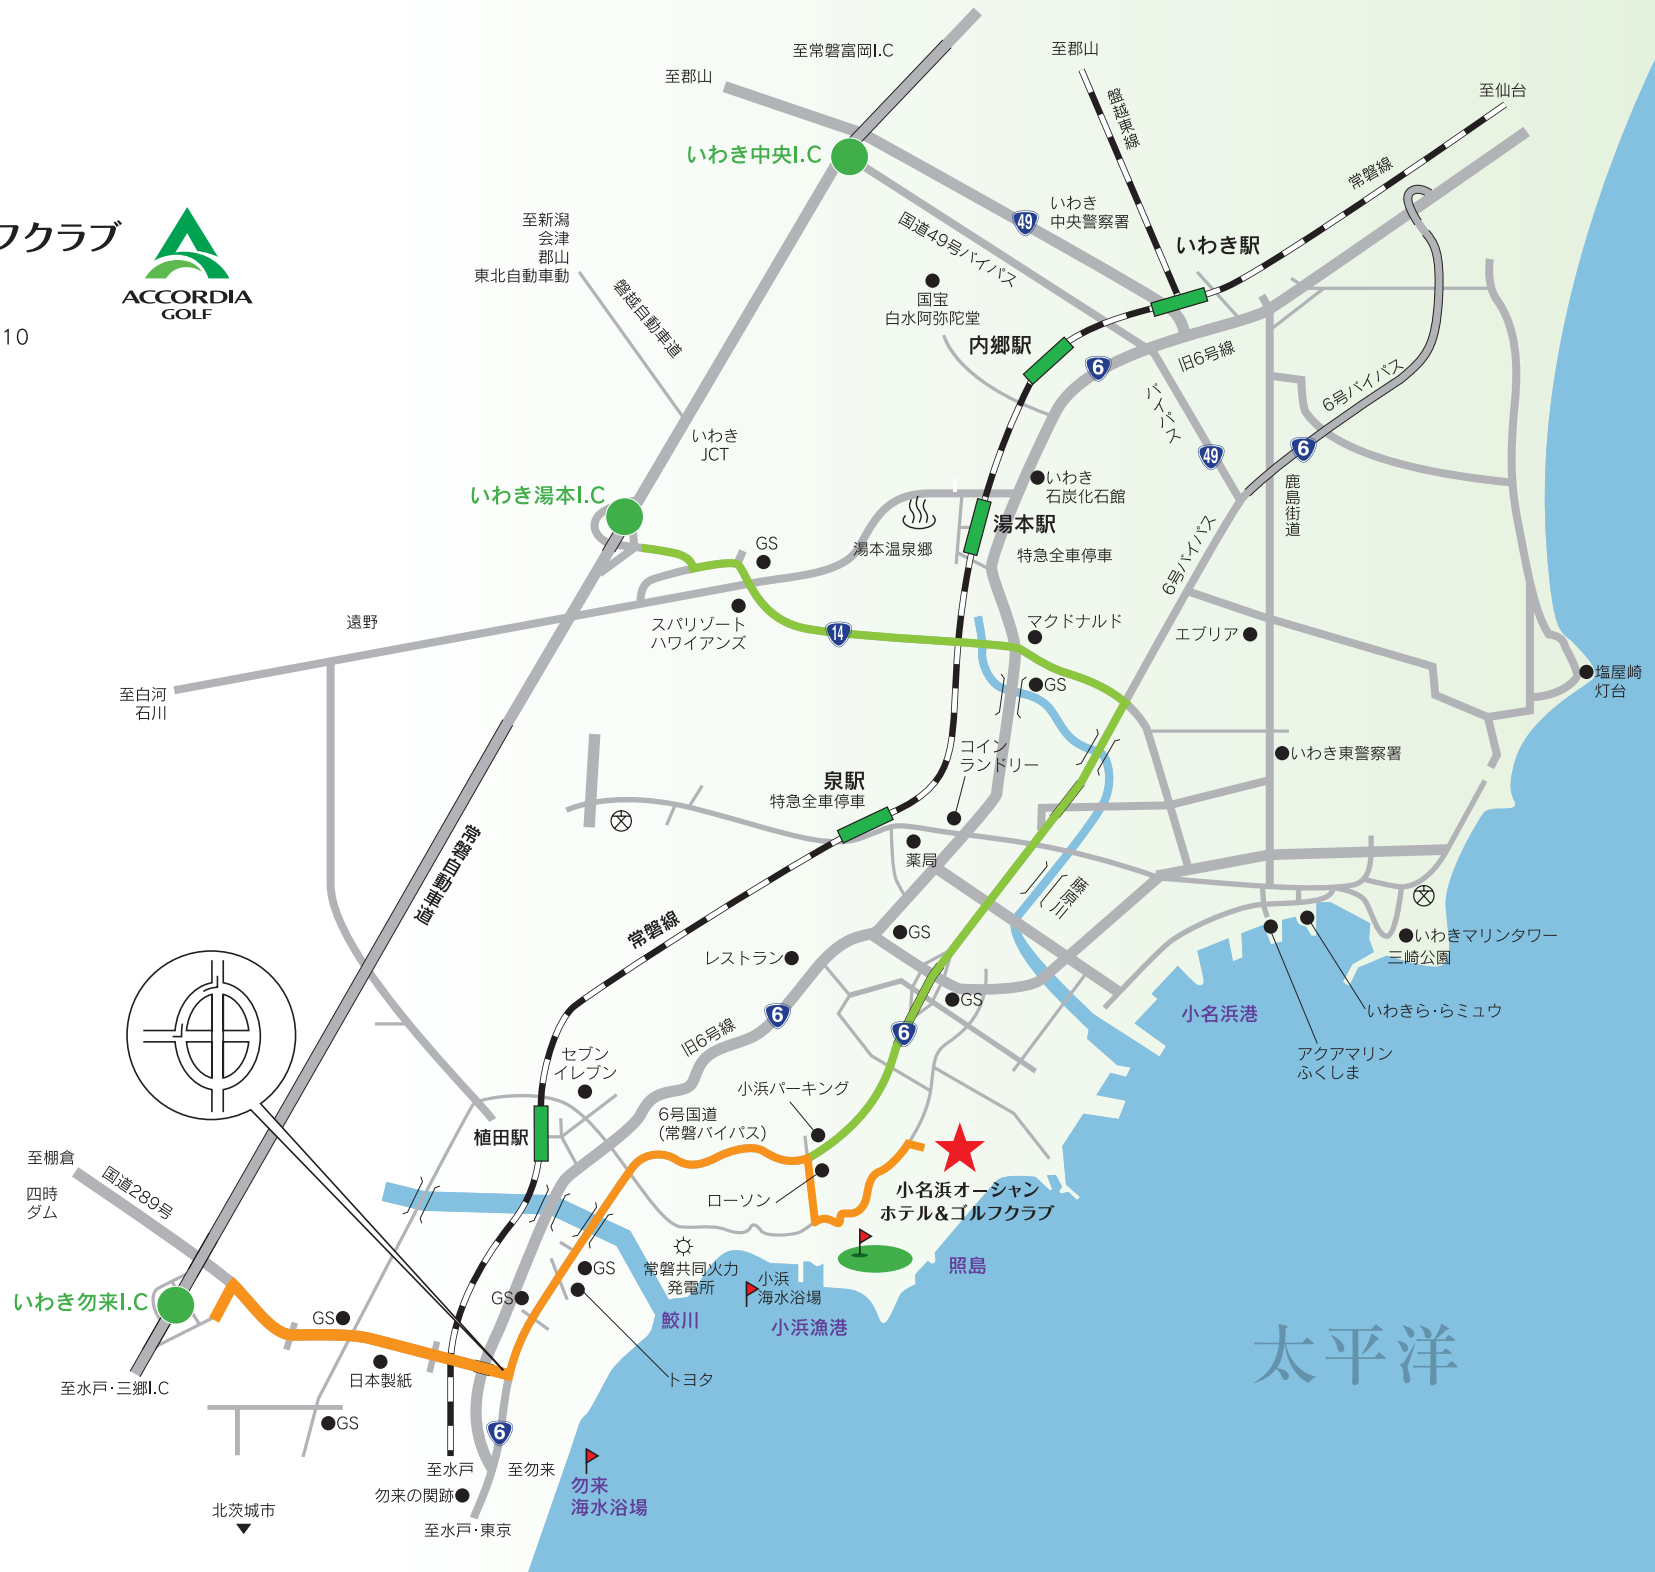 至常磐富岡I.C
至郡山
至郡山
至仙台
磐越東線
常磐線
いわき中央I.C
フクラブ
ACCORDIA
GOLF
10
至新潟
会津
郡山
東北自動車動
磐越自動車道
国道49号バイパス
49
いわき
中央警察署
いわき駅
国宝
白水阿弥陀堂
内郷駅
6
旧6号線
バイパス
49
6号バイパス
6
鹿島街道
いわき
JCT
いわき湯本I.C
いわき
石炭化石館
湯本駅
特急全車停車
湯本温泉郷
GS
6号バイパス
遠野
スパリゾート
ハワイアンズ
14
マクドナルド
エブリア
GS
塩屋崎
灯台
至白河
石川
コイン
ランドリー
いわき東警察署
泉駅
特急全車停車
常磐自動車道
薬局
藤原川
常磐線
GS
レストラン
いわきマリンタワー
三崎公園
GS
小名浜港
いわきら・らミュウ
6
旧6号線
6
アクアマリン
ふくしま
セブン
イレブン
小浜パーキング
6号国道
(常磐バイパス)
植田駅
至棚倉
国道289号
四時
ダム
ローソン
小名浜オーシャン
ホテル&ゴルフクラブ
照島
常磐共同火力
発電所
小浜
海水浴場
GS
GS
いわき勿来I.C
GS
鮫川
小浜漁港
太平洋
日本製紙
トヨタ
至水戸・三郷I.C
GS
6
至水戸
至勿来
勿来の関跡
勿来
海水浴場
北茨城市
至水戸・東京